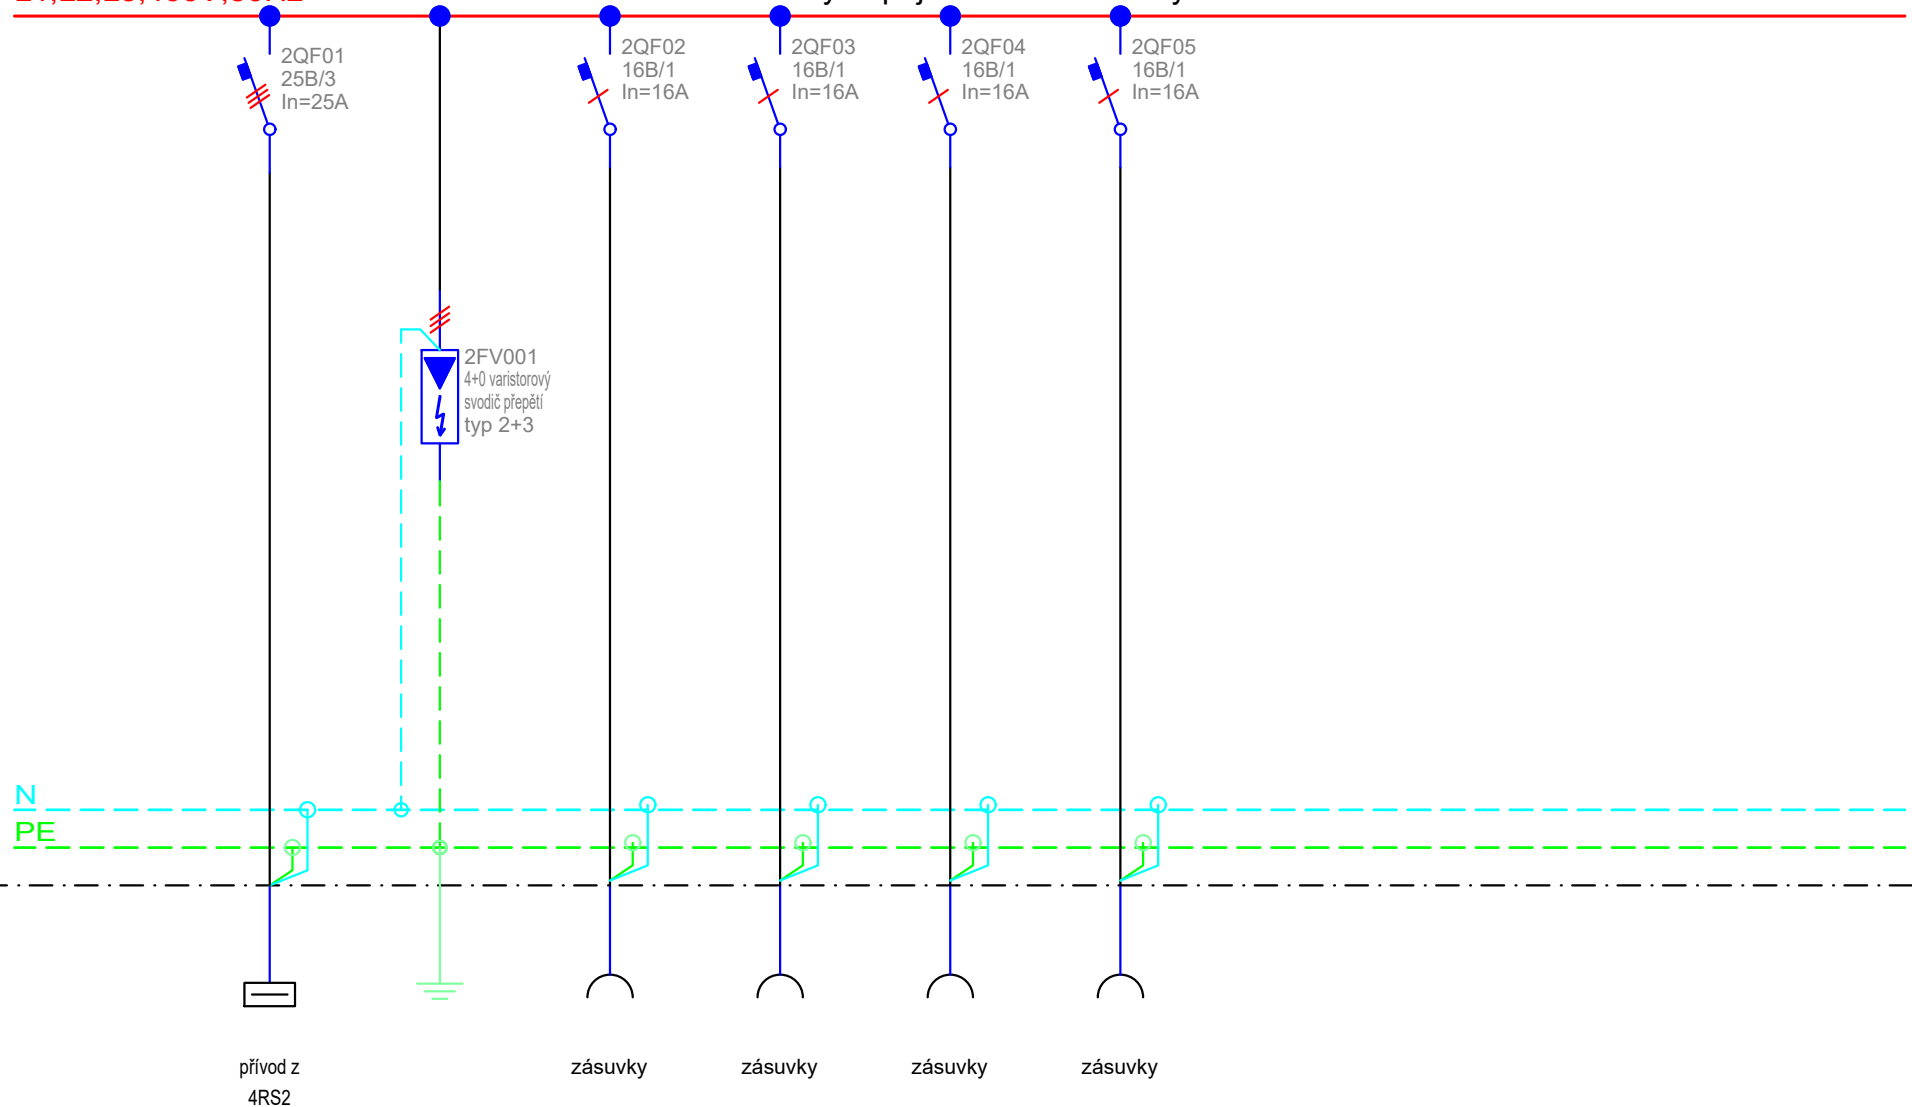 2QF01
25B/3
In=25A
2QF02
16B/1
In=16A
2QF03
16B/1
In=16A
2QF04
16B/1
In=16A
2QF05
16B/1
In=16A
2FV001
4+0 varistorový
svodič přepětí
typ 2+3
N
PE
přívod z
4RS2
zásuvky
zásuvky
zásuvky
zásuvky